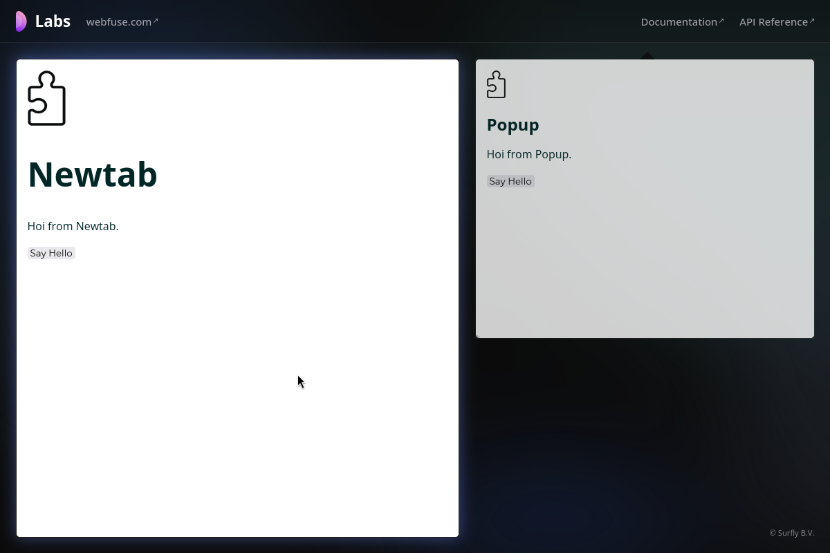 Labs
webfuse.com↗
Documentation↗
API Reference↗
Newtab
Hoi from Newtab.
Say Hello
Popup
Hoi from Popup.
Say Hello
© Surfly B.V.